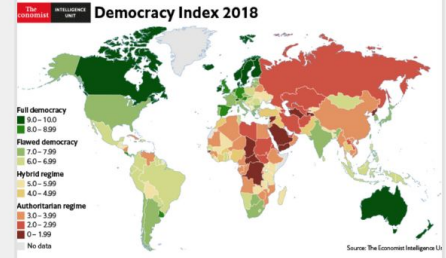 The
Economist
INTELLIGENCE
UNIT
Democracy Index 2018
Full democracy
9.0 – 10.0
8.0 – 8.99
Flawed democracy
7.0 – 7.99
6.0 – 6.99
Hybrid regime
5.0 – 5.99
4.0 – 4.99
Authoritarian regime
3.0 – 3.99
2.0 – 2.99
0 – 1.99
No data
Source: The Economist Intelligence Un